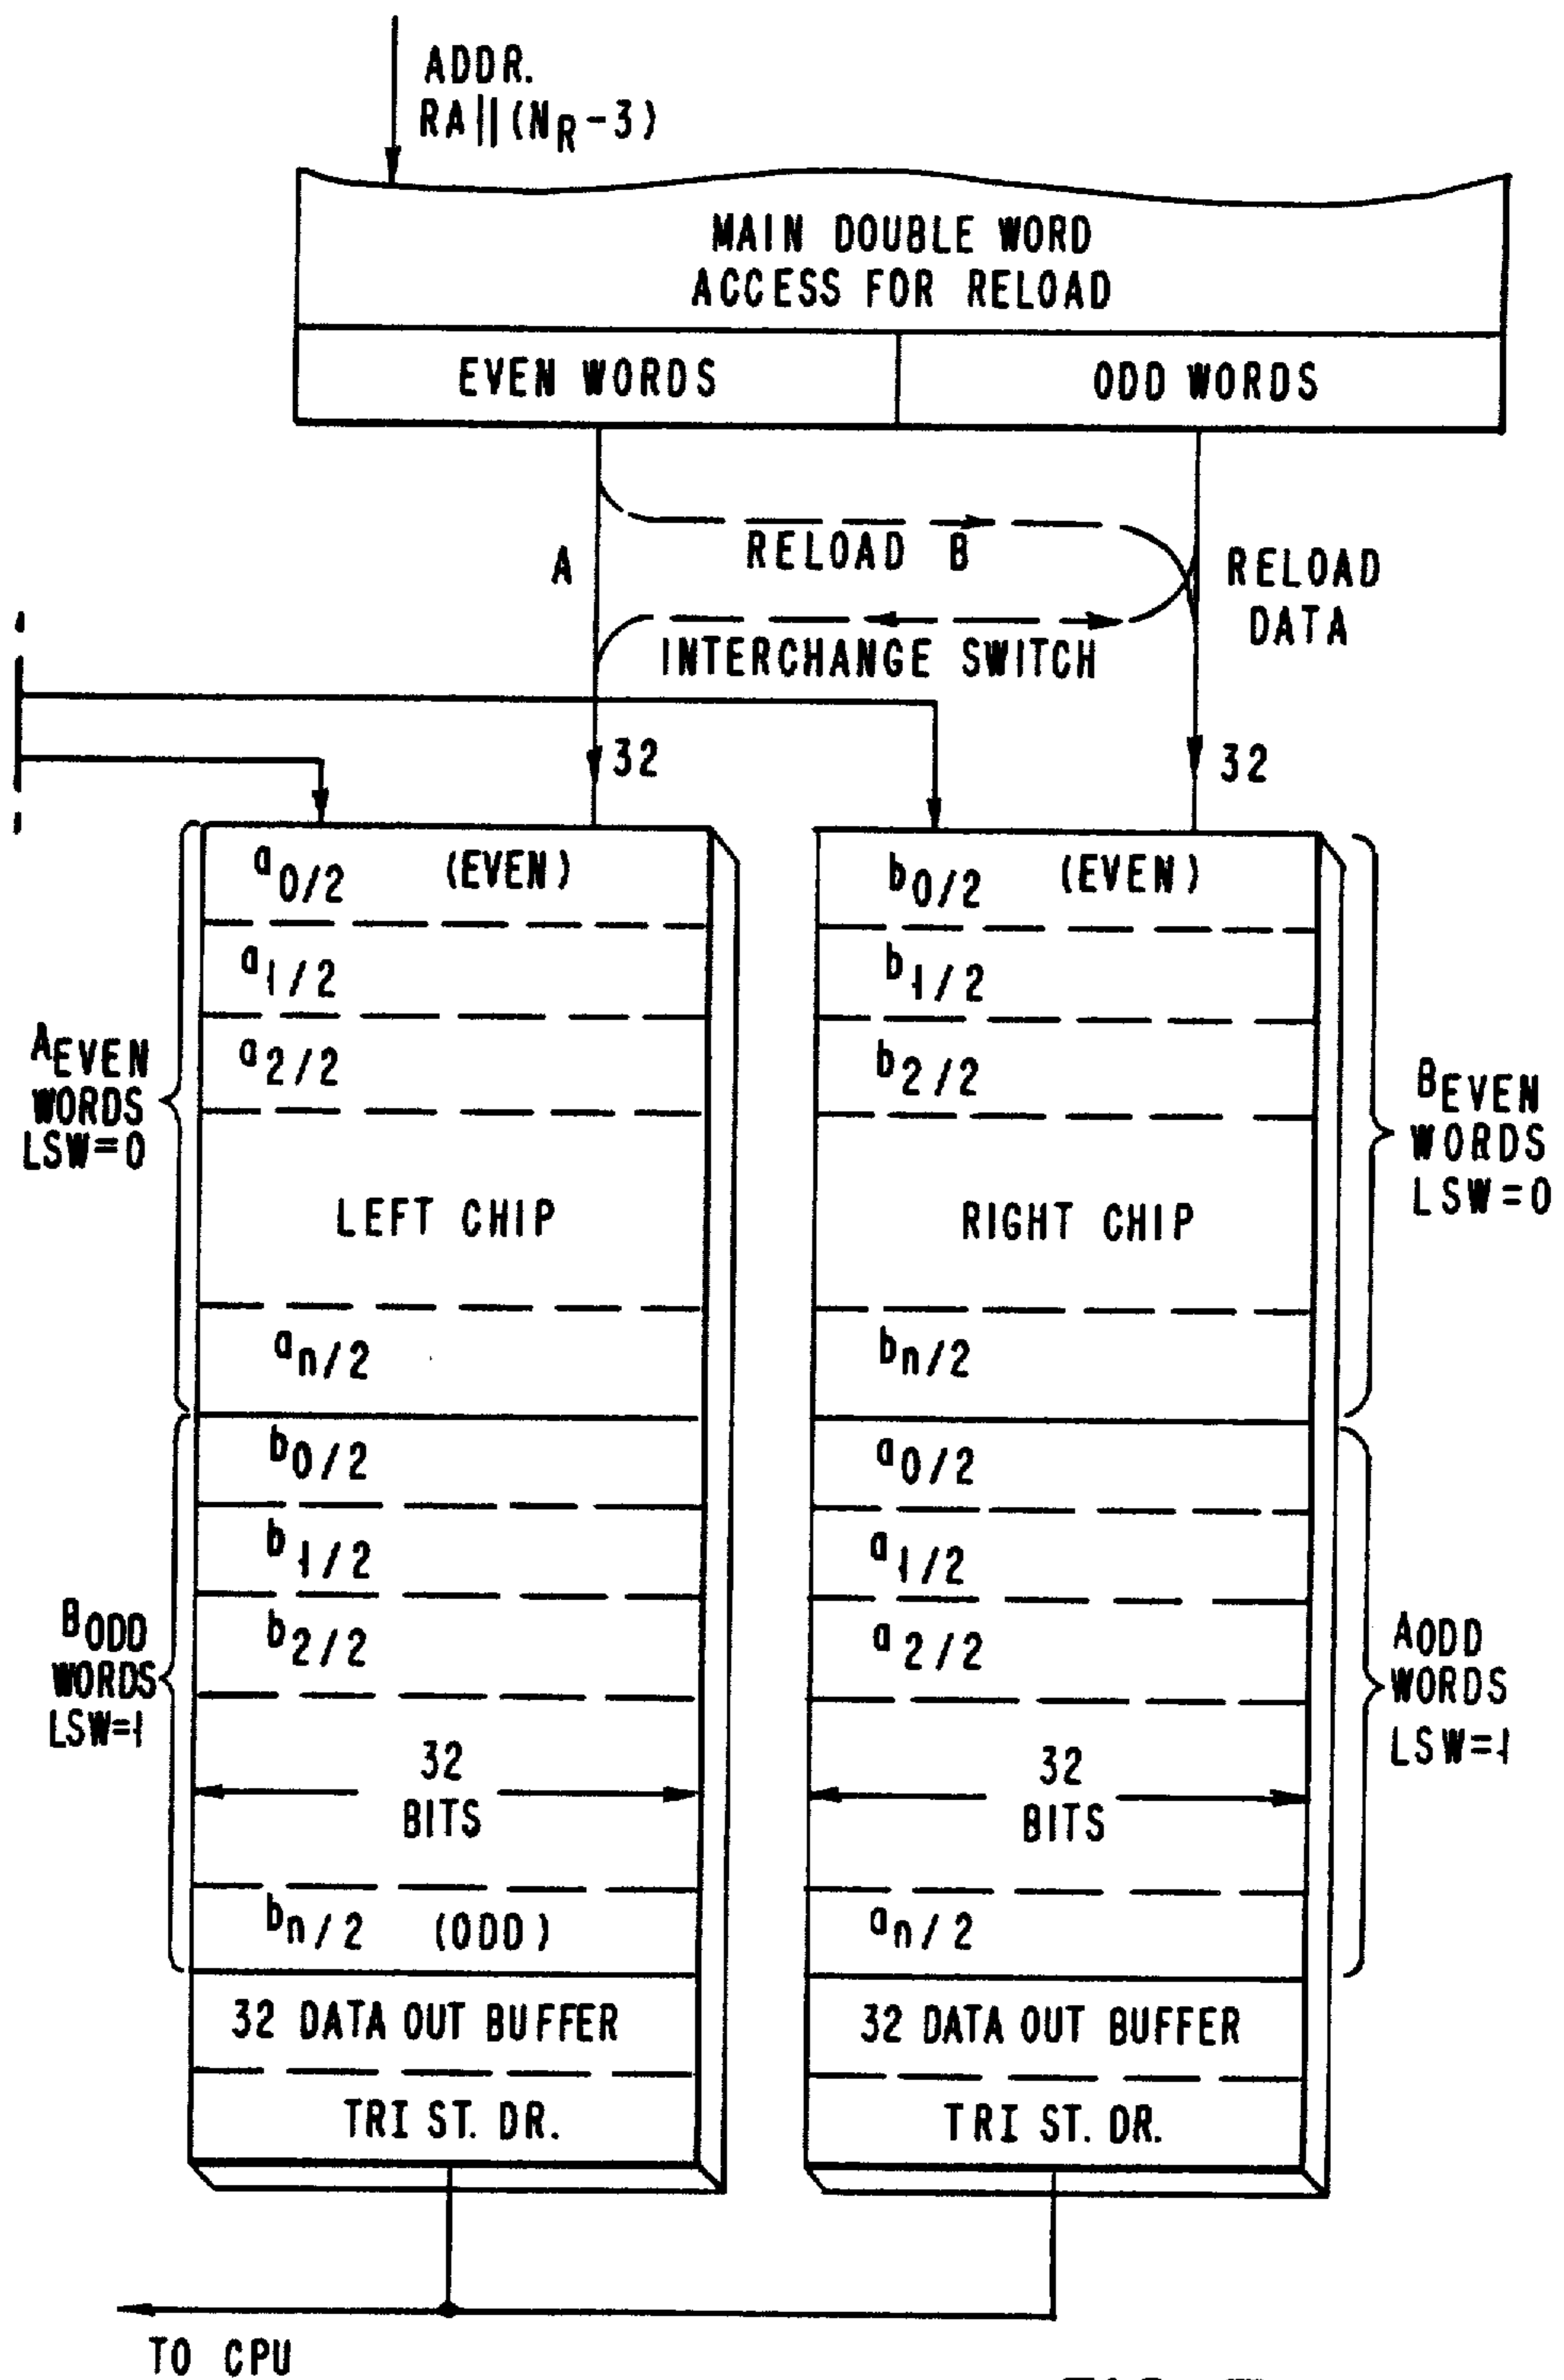 ADDR.
RA||(NR-3)
MAIN DOUBLE WORD
ACCESS FOR RELOAD
EVEN WORDS
ODD WORDS
RELOAD B
A
RELOAD
DATA
INTERCHANGE SWITCH
32
32
a0/2 (EVEN)
a1/2
a2/2
LEFT CHIP
an/2
b0/2
b1/2
b2/2
32
BITS
bn/2 (ODD)
32 DATA OUT BUFFER
TRI ST. DR.
AEVEN
WORDS
LSW=0
BODD
WORDS
LSW=1
b0/2 (EVEN)
b1/2
b2/2
RIGHT CHIP
bn/2
a0/2
a1/2
a2/2
32
BITS
an/2
32 DATA OUT BUFFER
TRI ST. DR.
BEVEN
WORDS
LSW=0
AODD
WORDS
LSW=1
TO CPU